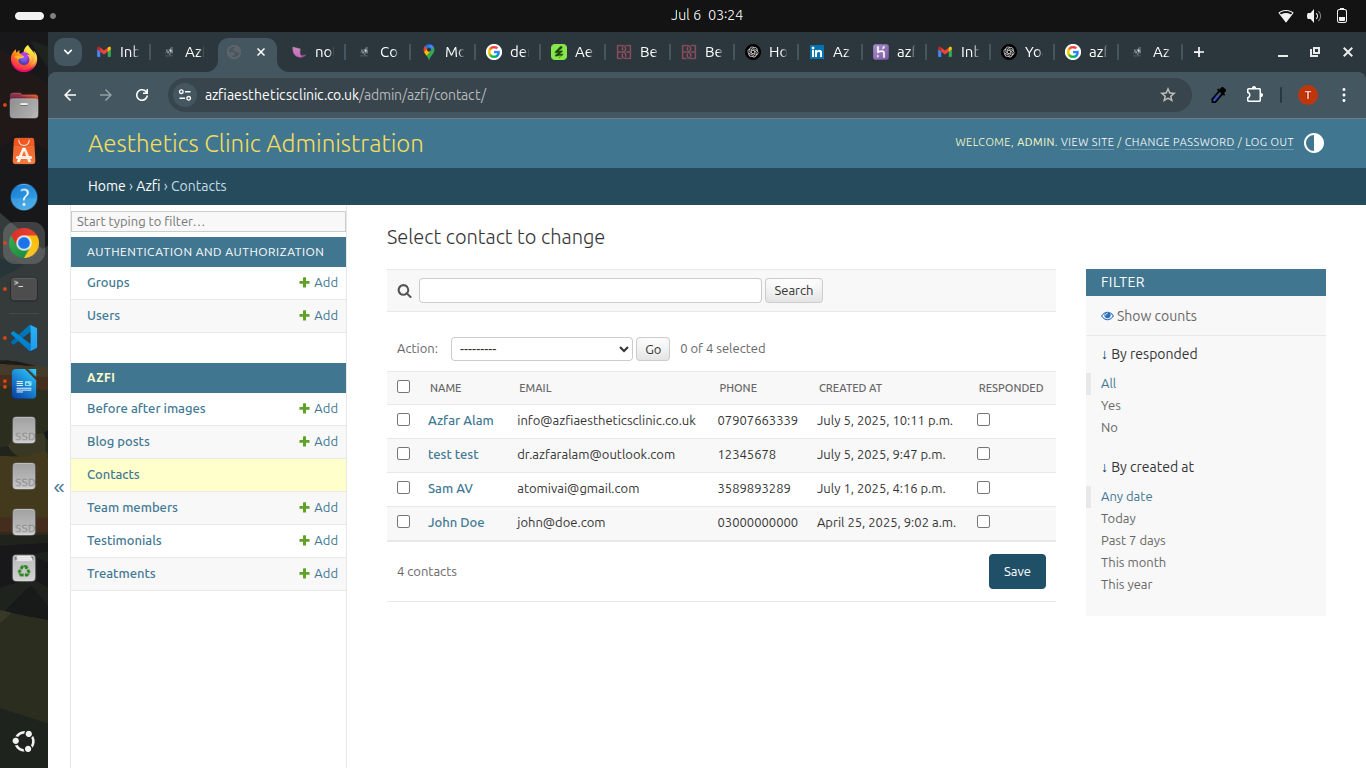 Jul 6 03:24
Inb
Az
no
Co
Mo
de
Ae
Be
Be
Ho
Az
azf
Inb
Yo
azf
Az
azfiaestheticsclinic.co.uk/admin/azfi/contact/
T
Aesthetics Clinic Administration
WELCOME, ADMIN. VIEW SITE / CHANGE PASSWORD / LOG OUT
Home › Azfi › Contacts
Start typing to filter…
AUTHENTICATION AND AUTHORIZATION
Groups + Add
Users + Add
AZFI
Before after images + Add
Blog posts + Add
Contacts
Team members + Add
Testimonials + Add
Treatments + Add
«
Select contact to change
Search
Action: --------- Go 0 of 4 selected
NAME EMAIL PHONE CREATED AT RESPONDED
Azfar Alam info@azfiaestheticsclinic.co.uk 07907663339 July 5, 2025, 10:11 p.m.
test test dr.azfaralam@outlook.com 12345678 July 5, 2025, 9:47 p.m.
Sam AV atomivai@gmail.com 3589893289 July 1, 2025, 4:16 p.m.
John Doe john@doe.com 03000000000 April 25, 2025, 9:02 a.m.
4 contacts
Save
FILTER
Show counts
↓ By responded
All
Yes
No
↓ By created at
Any date
Today
Past 7 days
This month
This year
SSD
SSD
SSD